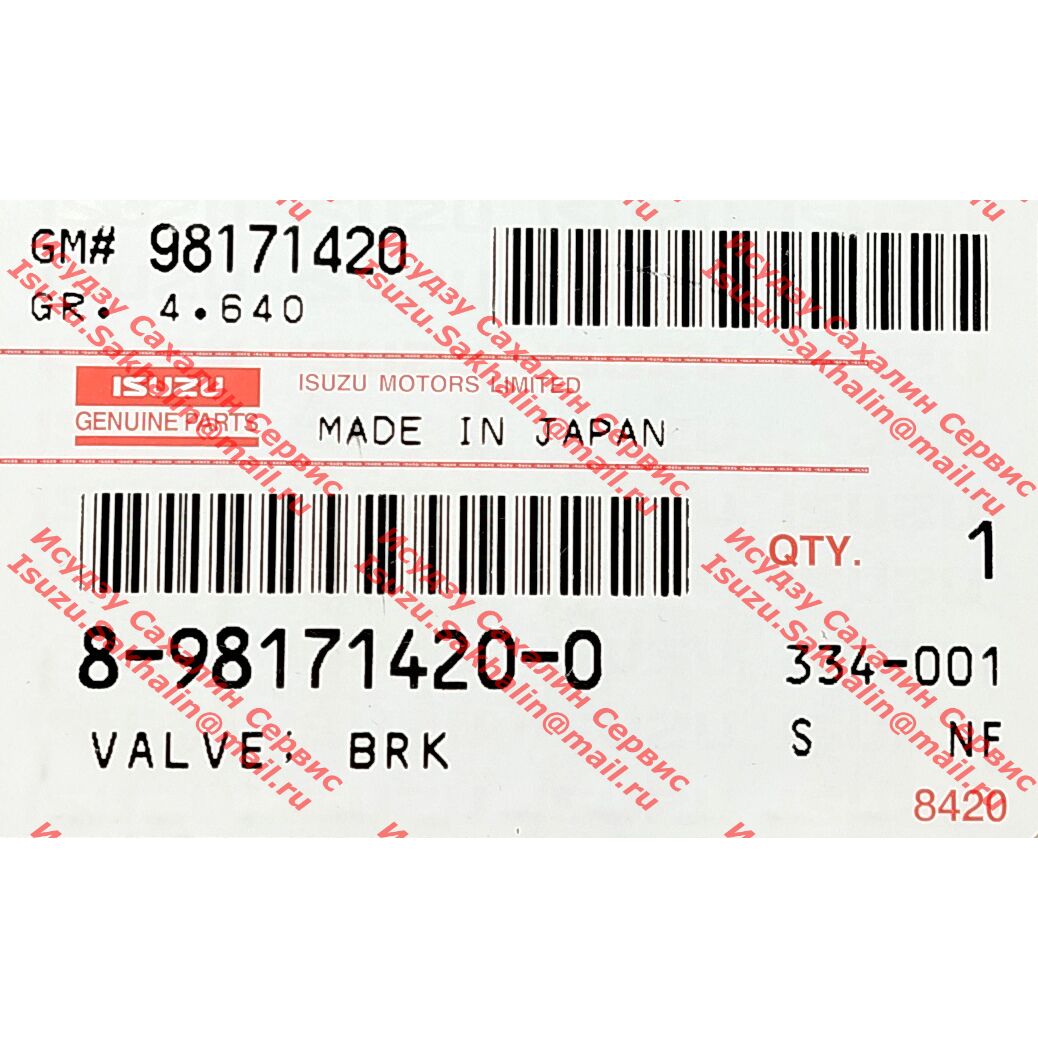 GM# 98171420
GR. 4.640
ISUZU
GENUINE PARTS
ISUZU MOTORS LIMITED
MADE IN JAPAN
QTY. 1
8-98171420-0
334-001
VALVE; BRK
S NF
8420
Исудзу Сахалин Сервис
Isuzu.Sakhalin@mail.ru